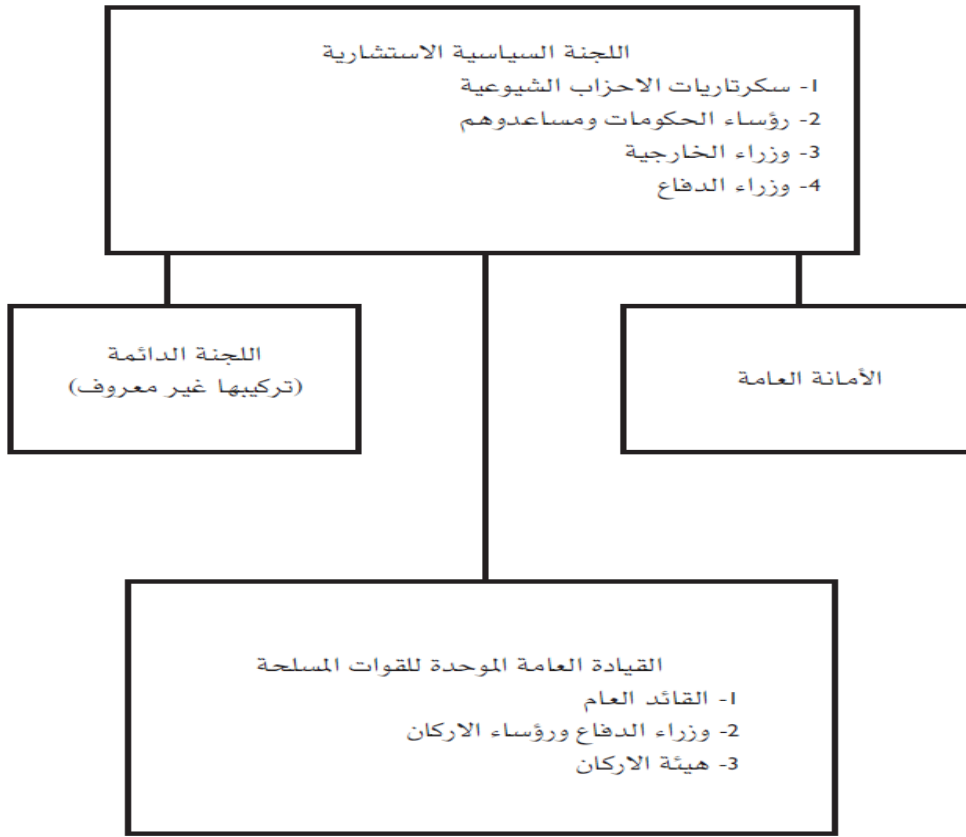 اللجنة السياسية الاستشارية
1- سكرتاريات الاحزاب الشيوعية
2- رؤساء الحكومات ومساعدوهم
3- وزراء الخارجية
4- وزراء الدفاع
الأمانة العامة
اللجنة الدائمة
(تركيبها غير معروف)
القيادة العامة الموحدة للقوات المسلحة
1- القائد العام
2- وزراء الدفاع ورؤساء الاركان
3- هيئة الاركان